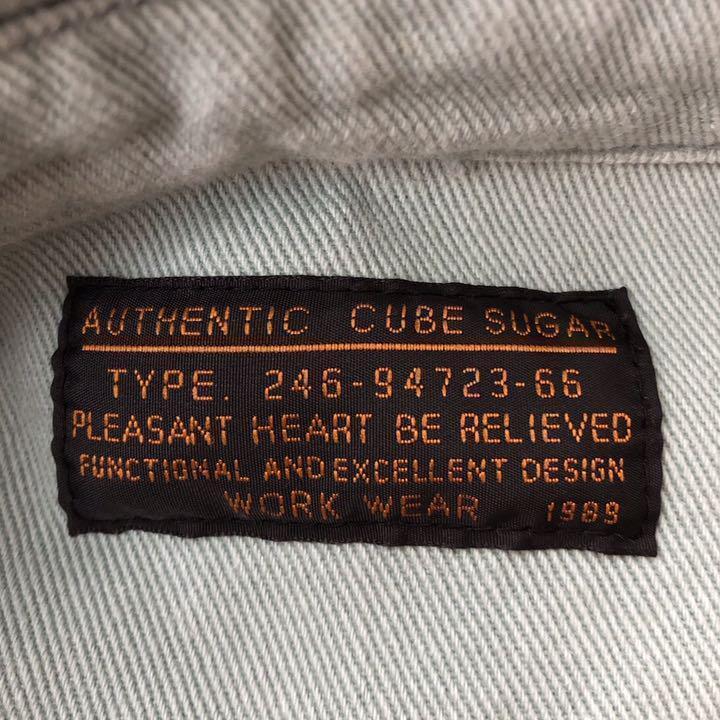 AUTHENTIC CUBE SUGAR
TYPE. 246-94723-66
PLEASANT HEART BE RELIEVED
FUNCTIONAL AND EXCELLENT DESIGN
WORK WEAR 1989